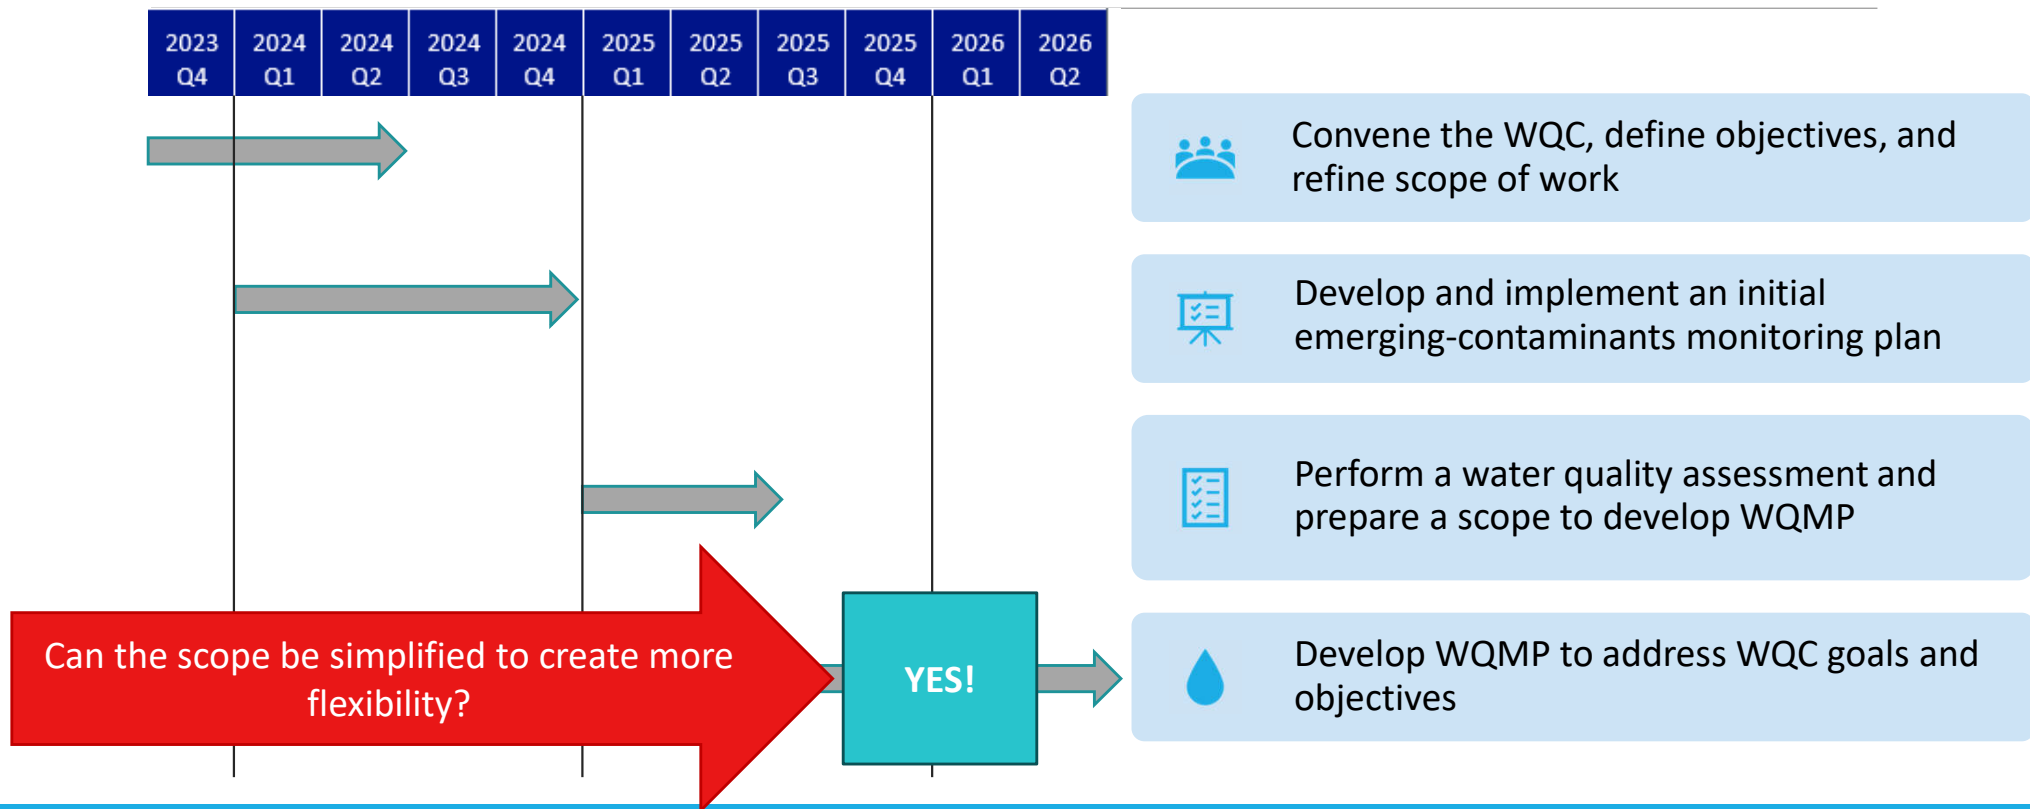 2023 2024 2024 2024 2024 2025 2025 2025 2025 2026 2026
Q4 Q1 Q2 Q3 Q4 Q1 Q2 Q3 Q4 Q1 Q2
Convene the WQC, define objectives, and
refine scope of work
Develop and implement an initial
emerging-contaminants monitoring plan
Perform a water quality assessment and
prepare a scope to develop WQMP
Can the scope be simplified to create more
flexibility?
YES!
Develop WQMP to address WQC goals and
objectives